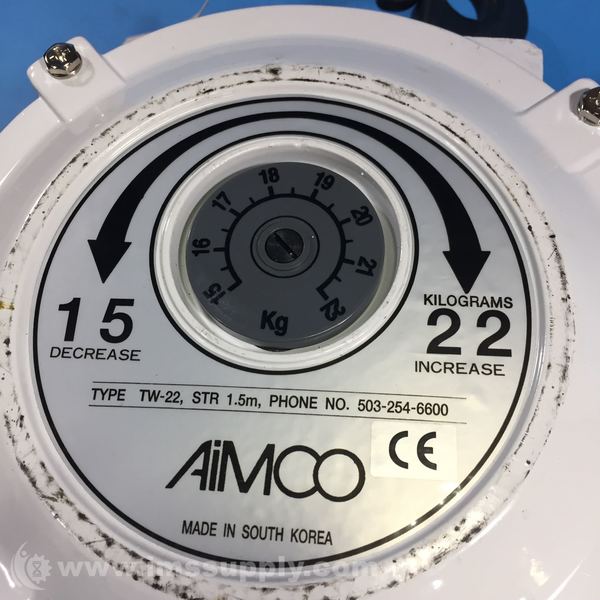 15 16 17 18 19 20 21 22
Kg
15
DECREASE
KILOGRAMS
22
INCREASE
TYPE TW-22, STR 1.5m, PHONE NO. 503-254-6600
AiMCO
CE
MADE IN SOUTH KOREA
www.imssupply.com